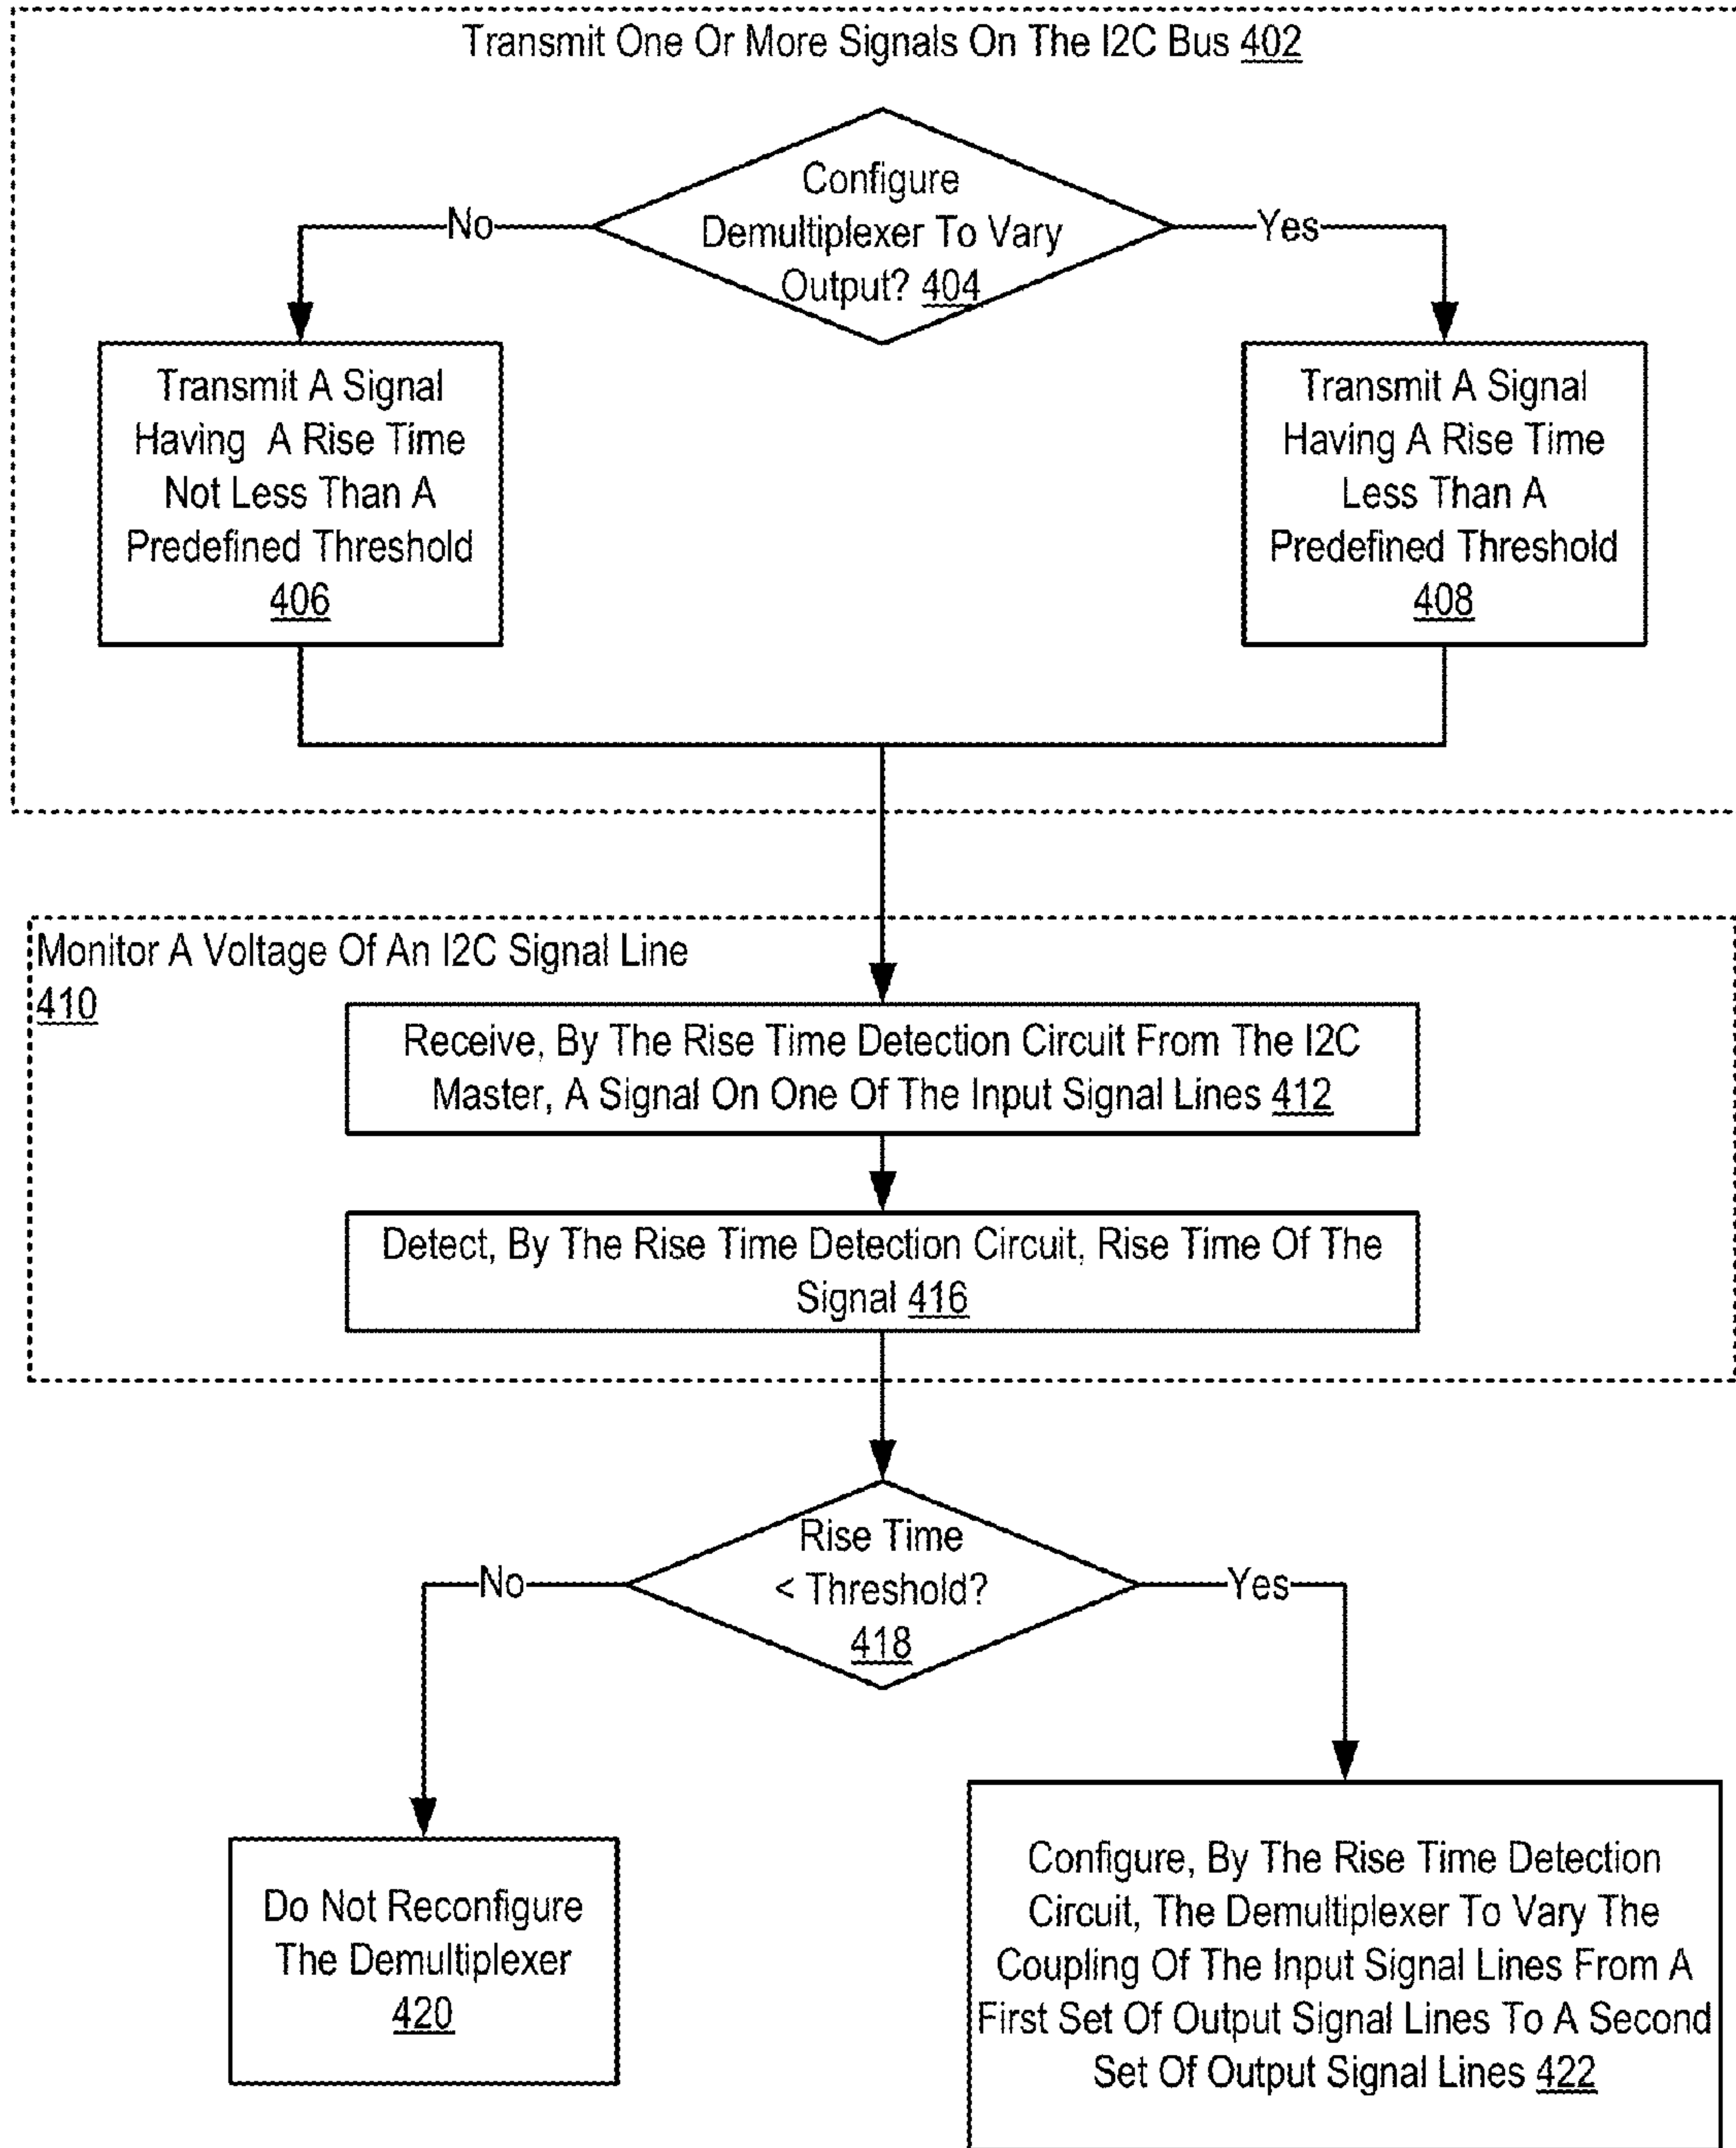 Transmit One Or More Signals On The I2C Bus 402
Configure
Demultiplexer To Vary
Output? 404
No
Yes
Transmit A Signal
Having A Rise Time
Not Less Than A
Predefined Threshold
406
Transmit A Signal
Having A Rise Time
Less Than A
Predefined Threshold
408
Monitor A Voltage Of An I2C Signal Line
410
Receive, By The Rise Time Detection Circuit From The I2C
Master, A Signal On One Of The Input Signal Lines 412
Detect, By The Rise Time Detection Circuit, Rise Time Of The
Signal 416
Rise Time
< Threshold?
418
No
Yes
Do Not Reconfigure
The Demultiplexer
420
Configure, By The Rise Time Detection
Circuit, The Demultiplexer To Vary The
Coupling Of The Input Signal Lines From A
First Set Of Output Signal Lines To A Second
Set Of Output Signal Lines 422